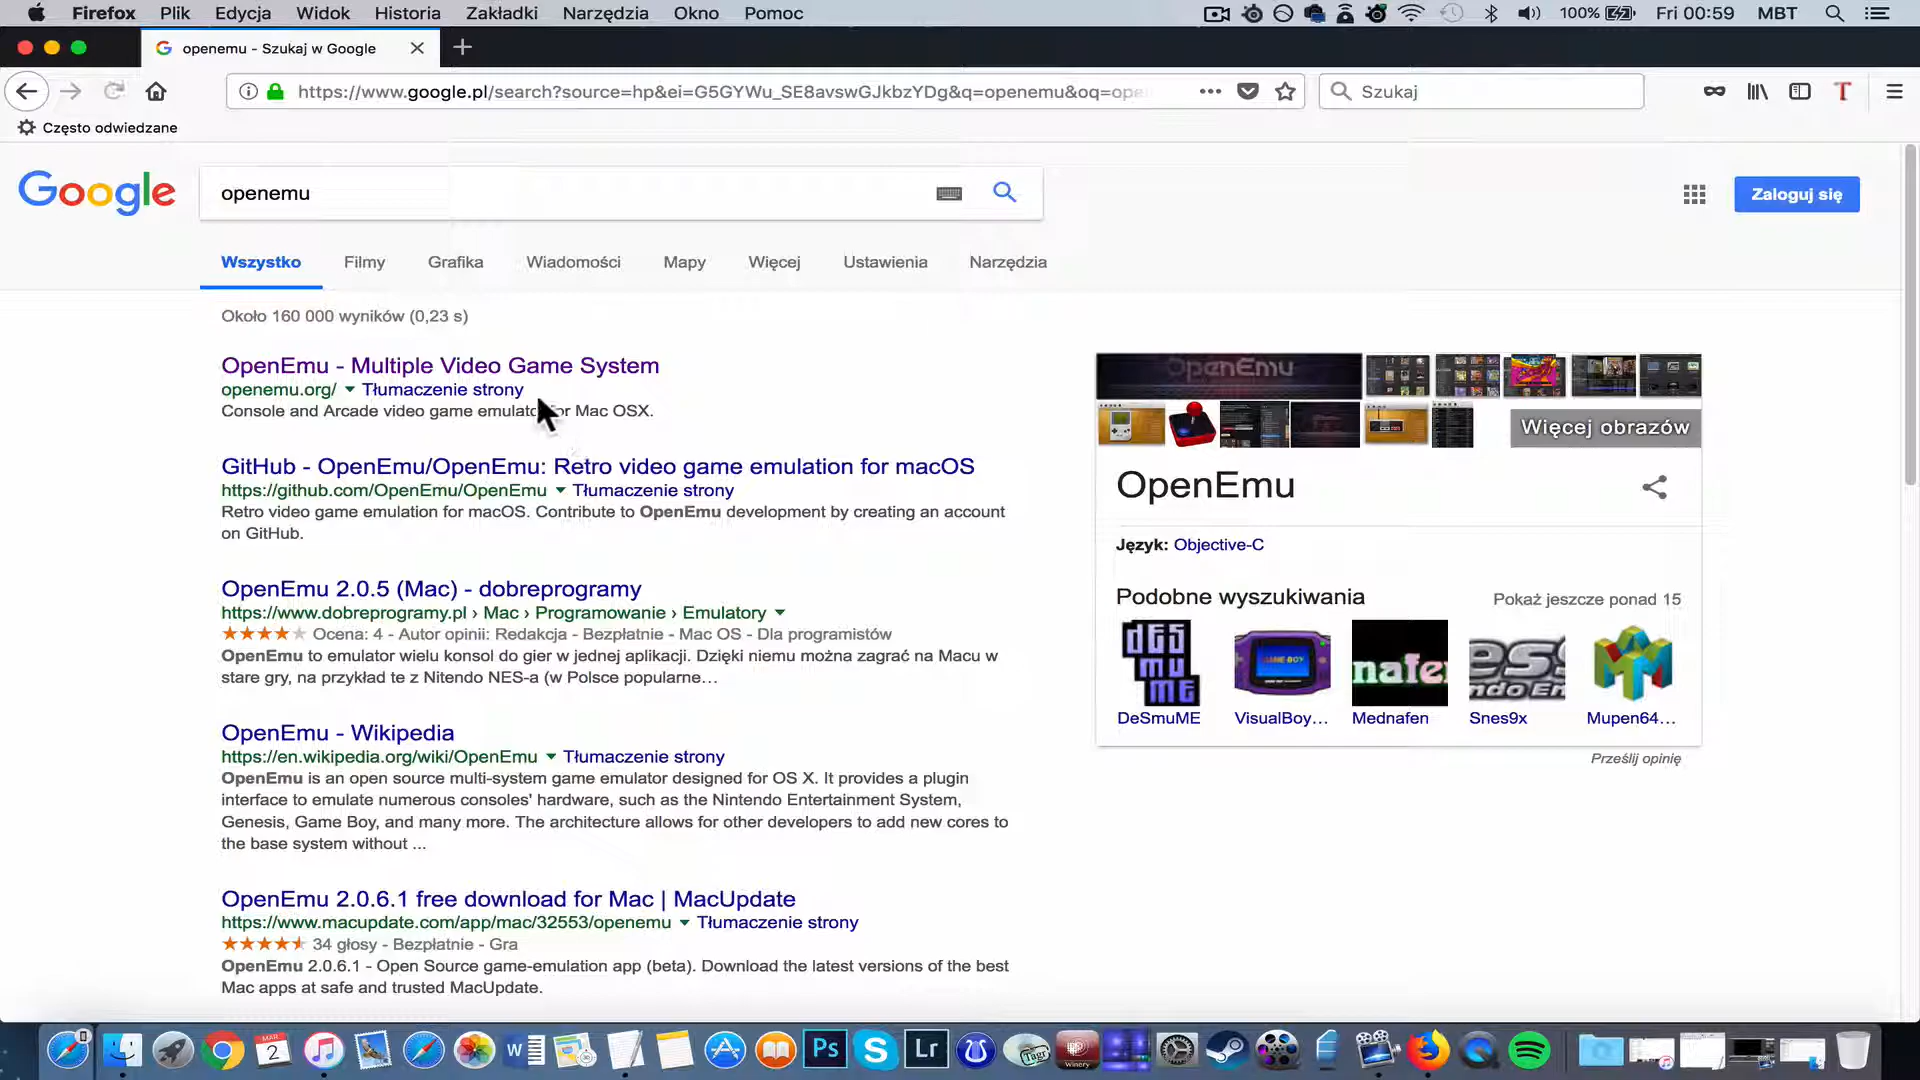 Firefox Plik Edycja Widok Historia Zakładki Narzędzia Okno Pomoc 100% Fri 00:59 MBT
openemu - Szukaj w Google
https://www.google.pl/search?source=hp&ei=G5GYWu_SE8avswGJkbzYDg&q=openemu&oq=ope
Szukaj
Często odwiedzane
Google
openemu
Zaloguj się
Wszystko Filmy Grafika Wiadomości Mapy Więcej Ustawienia Narzędzia
Około 160 000 wyników (0,23 s)
OpenEmu - Multiple Video Game System
openemu.org/ Tłumaczenie strony
Console and Arcade video game emulator for Mac OSX.
GitHub - OpenEmu/OpenEmu: Retro video game emulation for macOS
https://github.com/OpenEmu/OpenEmu Tłumaczenie strony
Retro video game emulation for macOS. Contribute to OpenEmu development by creating an account
on GitHub.
OpenEmu 2.0.5 (Mac) - dobreprogramy
https://www.dobreprogramy.pl › Mac › Programowanie › Emulatory
Ocena: 4 - Autor opinii: Redakcja - Bezpłatnie - Mac OS - Dla programistów
OpenEmu to emulator wielu konsol do gier w jednej aplikacji. Dzięki niemu można zagrać na Macu w
stare gry, na przykład te z Nitendo NES-a (w Polsce popularne…
OpenEmu - Wikipedia
https://en.wikipedia.org/wiki/OpenEmu Tłumaczenie strony
OpenEmu is an open source multi-system game emulator designed for OS X. It provides a plugin
interface to emulate numerous consoles' hardware, such as the Nintendo Entertainment System,
Genesis, Game Boy, and many more. The architecture allows for other developers to add new cores to
the base system without ...
OpenEmu 2.0.6.1 free download for Mac | MacUpdate
https://www.macupdate.com/app/mac/32553/openemu Tłumaczenie strony
34 głosy - Bezpłatnie - Gra
OpenEmu 2.0.6.1 - Open Source game-emulation app (beta). Download the latest versions of the best
Mac apps at safe and trusted MacUpdate.
OpenEmu
Więcej obrazów
OpenEmu
Język: Objective-C
Podobne wyszukiwania
Pokaż jeszcze ponad 15
DeSmuME VisualBoy... Mednafen Snes9x Mupen64...
Prześlij opinię
MAR
2
W
Ps
S
Lr
Tagr
Winery